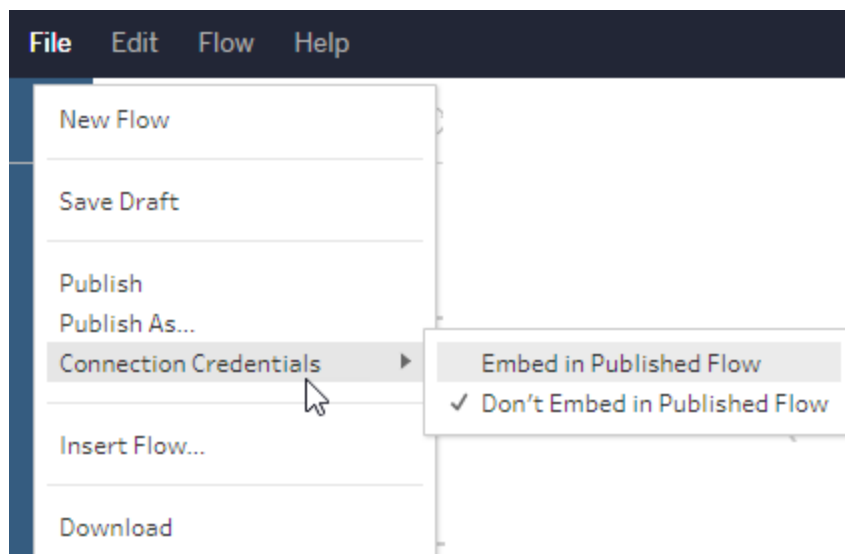 File Edit Flow Help
New Flow
Save Draft
Publish
Publish As...
Connection Credentials
Embed in Published Flow
✓ Don't Embed in Published Flow
Insert Flow...
Download